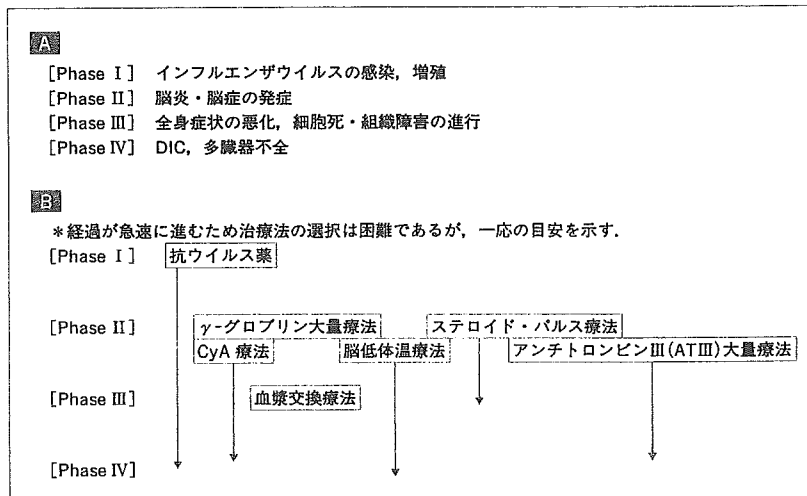 A
[Phase I] インフルエンザウイルスの感染，増殖
[Phase II] 脳炎・脳症の発症
[Phase III] 全身症状の悪化，細胞死・組織障害の進行
[Phase IV] DIC，多臓器不全
B
＊経過が急速に進むため治療法の選択は困難であるが，一応の目安を示す．
[Phase I] 抗ウイルス薬
[Phase II] γ-グロブリン大量療法 ステロイド・パルス療法
CyA 療法 脳低体温療法 アンチトロンビンIII(ATIII)大量療法
[Phase III] 血漿交換療法
[Phase IV]